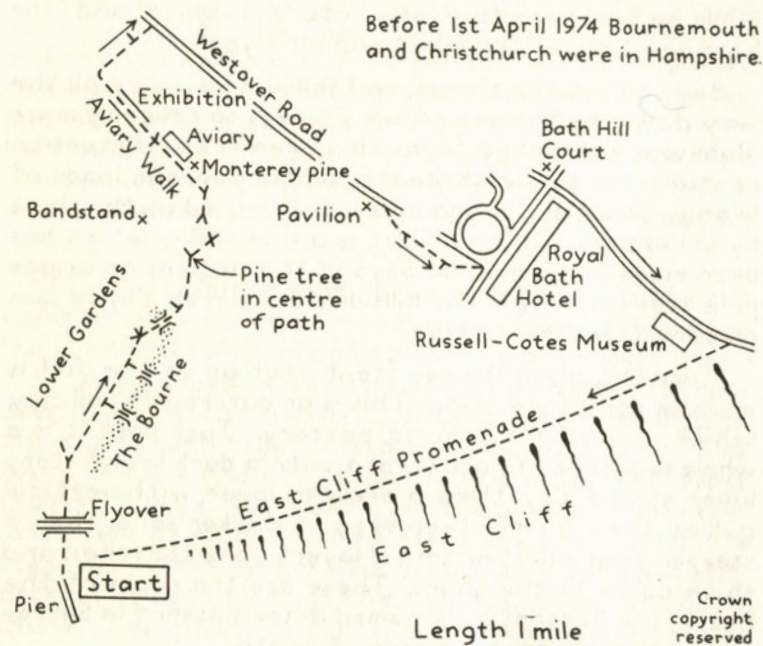 Before 1st April 1974 Bournemouth
and Christchurch were in Hampshire.
Westover Road
Exhibition
Aviary
Aviary Walk
Monterey pine
Bandstand
Pavilion
Bath Hill
Court
Royal
Bath
Hotel
Pine tree
in centre
of path
Lower Gardens
The Bourne
Russell-Cotes Museum
East Cliff Promenade
East Cliff
Flyover
Start
Pier
Length 1 mile
Crown
copyright
reserved